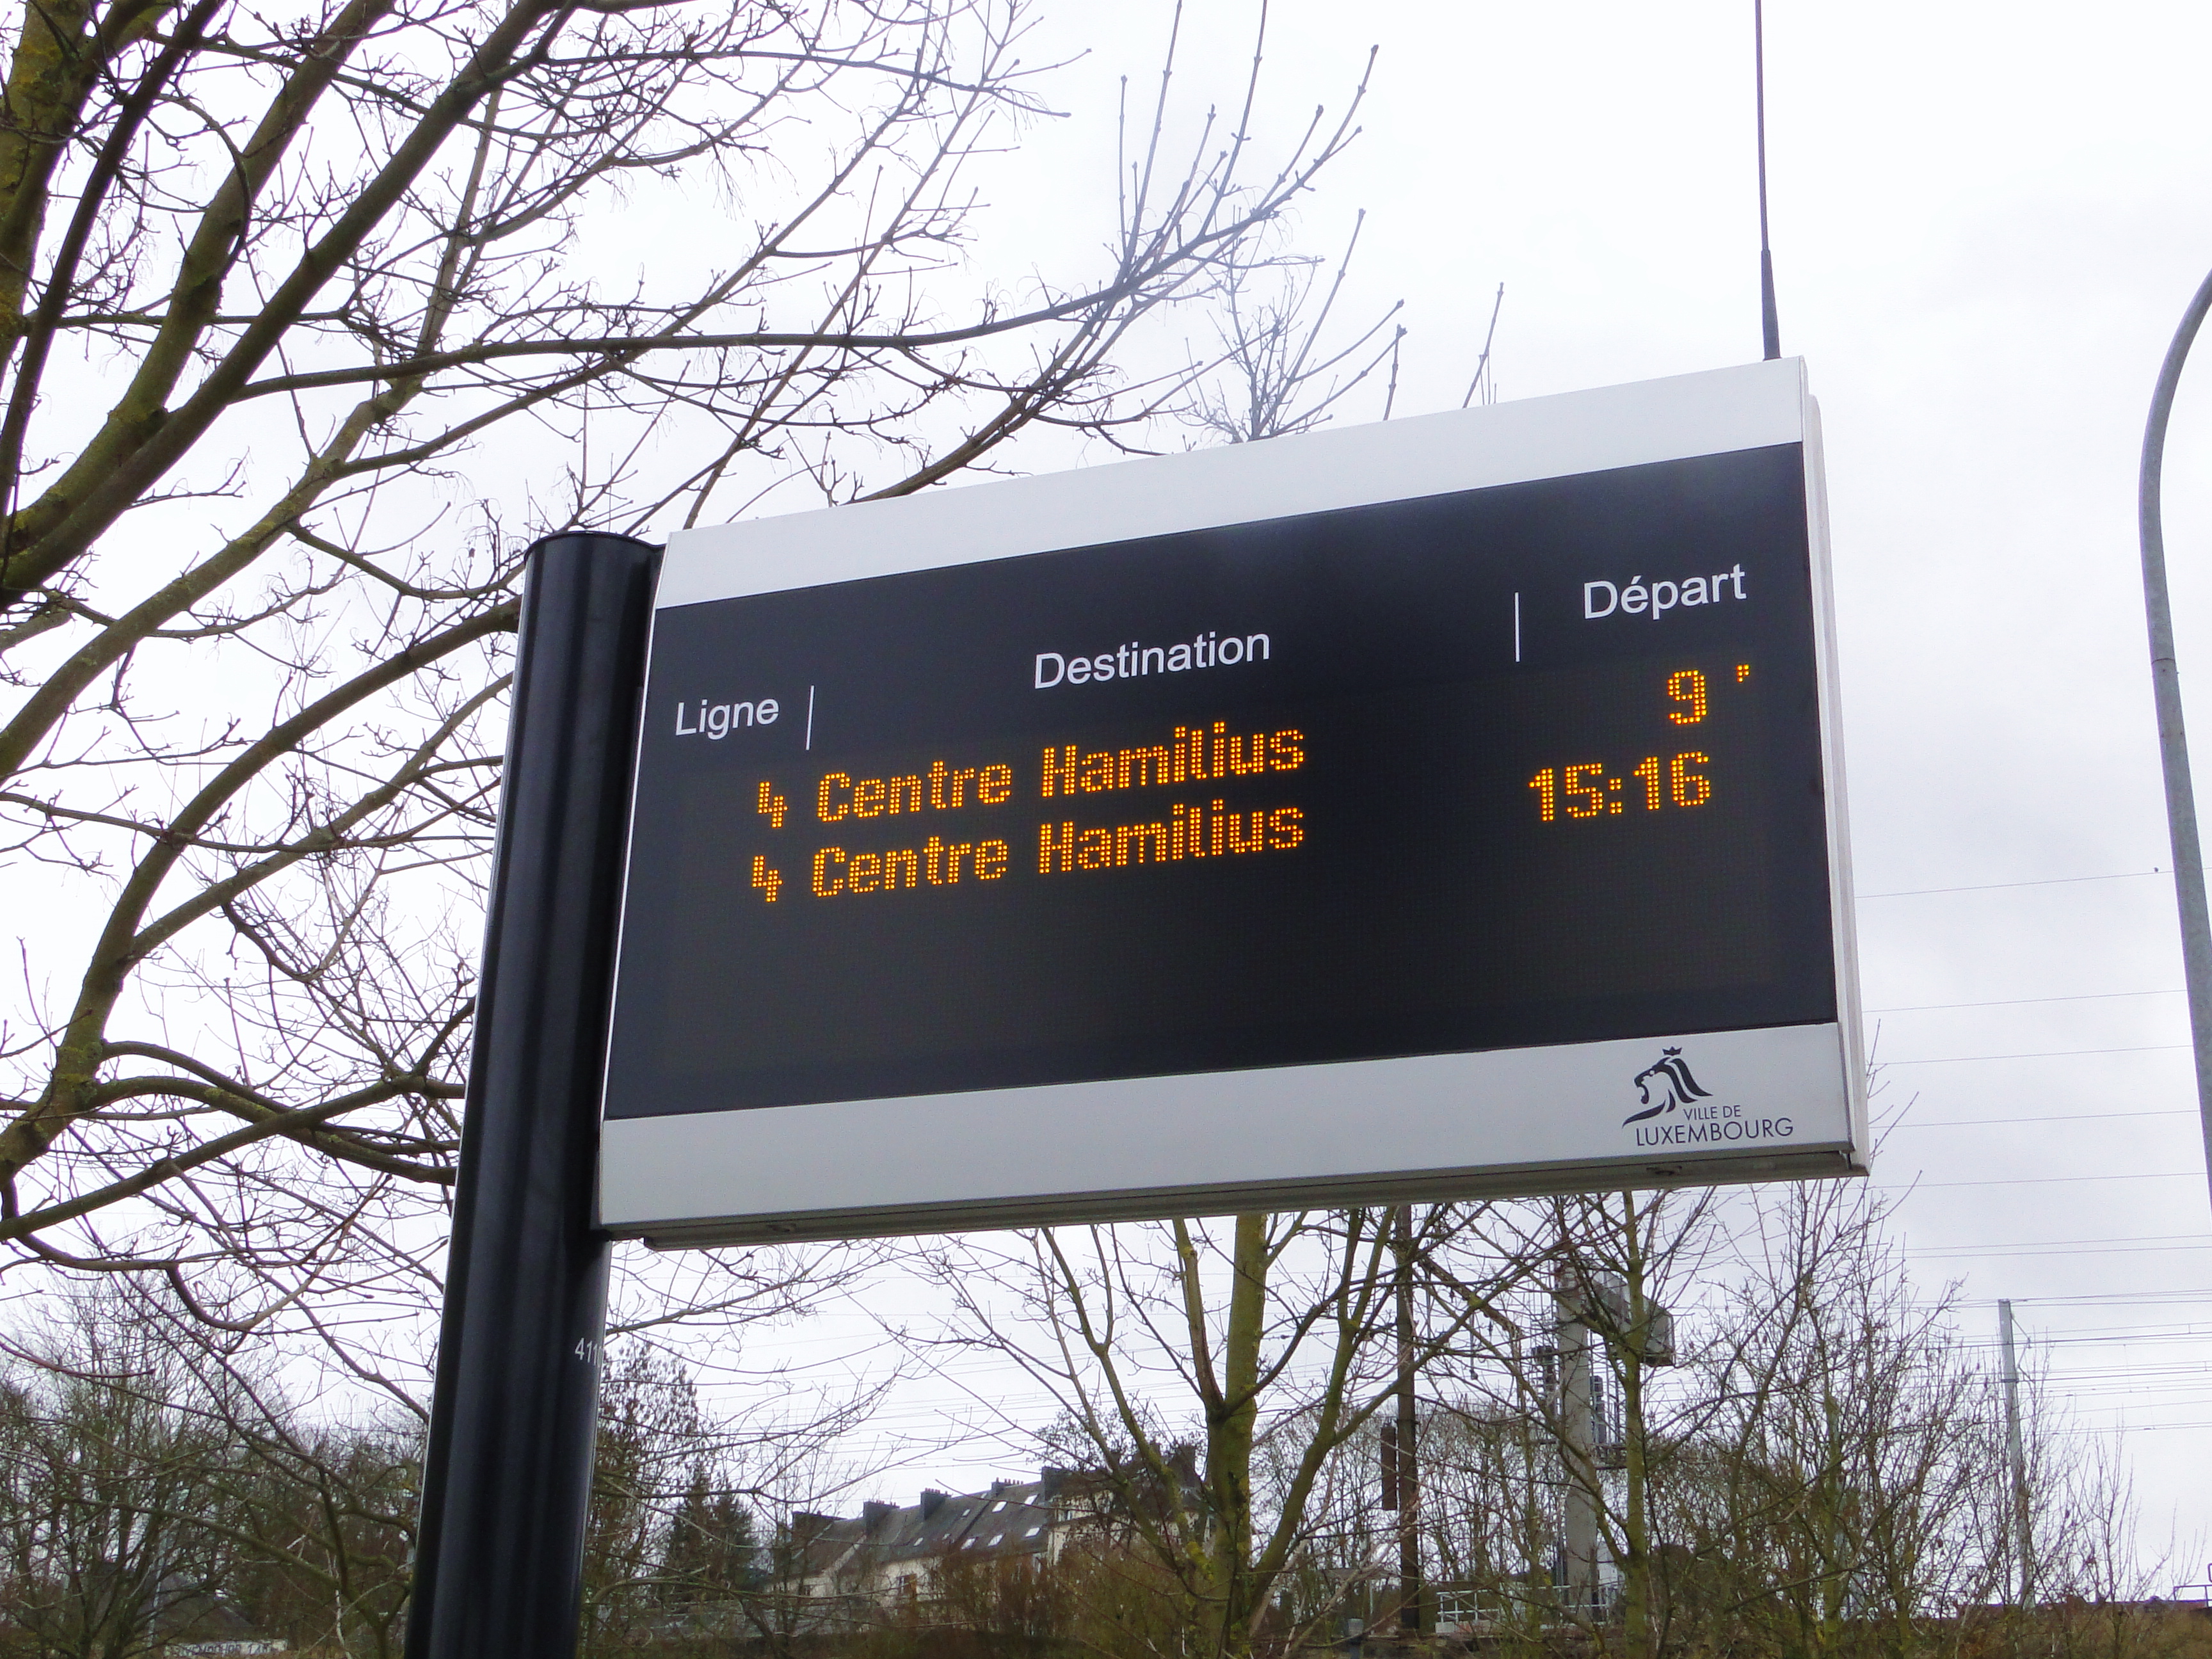 Ligne | Destination | Départ
4 Centre Hamilius 9 '
4 Centre Hamilius 15:16
VILLE DE
LUXEMBOURG